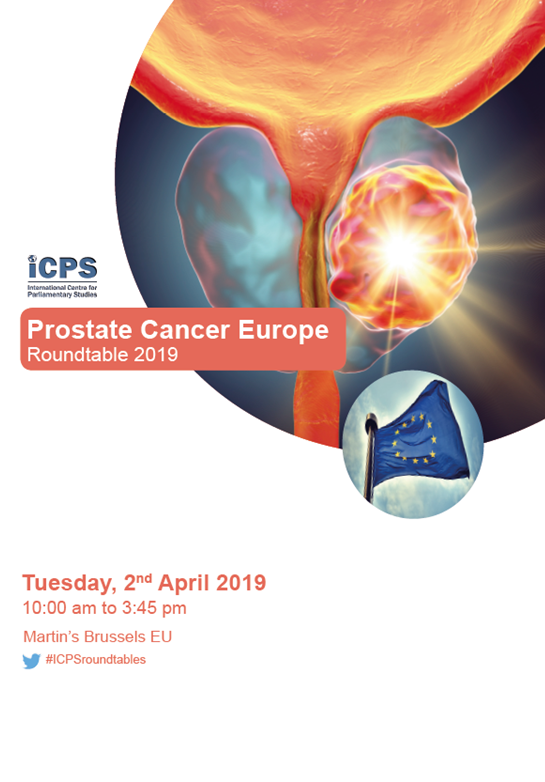 iCPS
International Centre for
Parliamentary Studies
Prostate Cancer Europe
Roundtable 2019
Tuesday, 2nd April 2019
10:00 am to 3:45 pm
Martin's Brussels EU
#ICPSroundtables